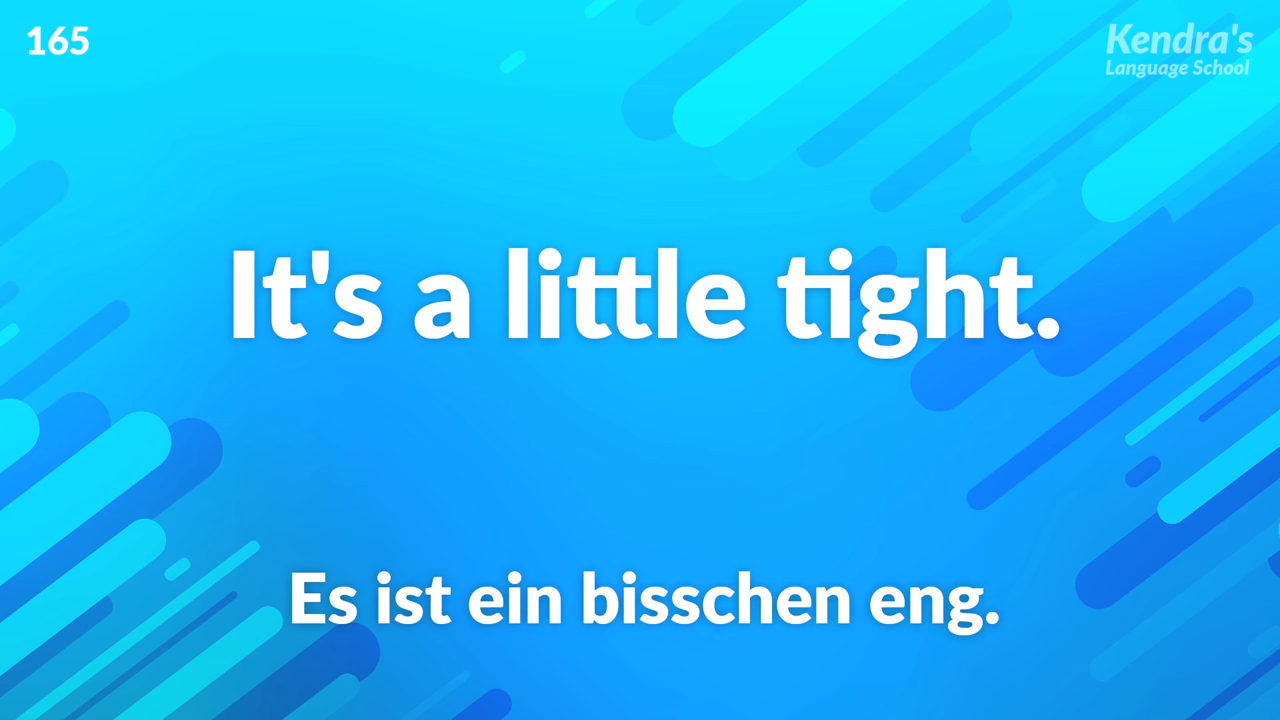 165
Kendra's
Language School
It's a little tight.
Es ist ein bisschen eng.